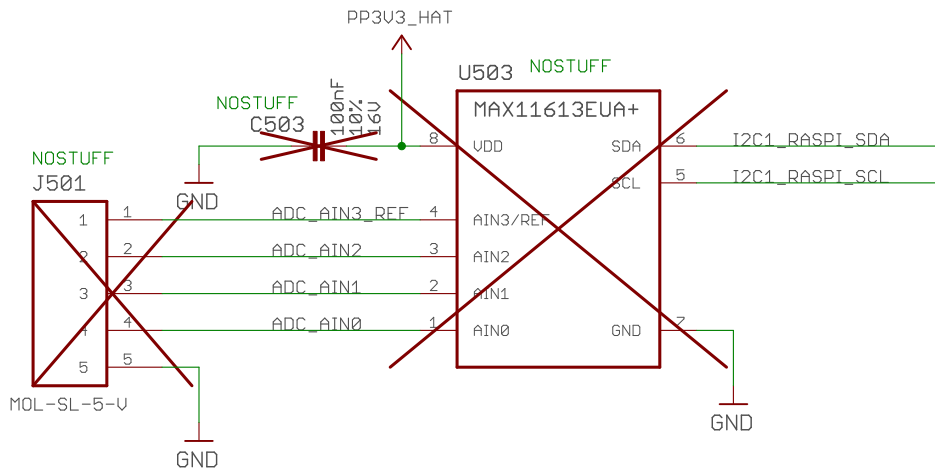 PP3V3_HAT
U503 NOSTUFF
MAX11613EUA+
NOSTUFF
C503
100nF
10%
16V
8 VDD SDA 6 I2C1_RASPI_SDA
SCL 5 I2C1_RASPI_SCL
NOSTUFF
J501
GND
1 1 ADC_AIN3_REF 4 AIN3/REF
2 2 ADC_AIN2 3 AIN2
3 3 ADC_AIN1 2 AIN1
4 4 ADC_AIN0 1 AIN0 GND 7
5 5
MOL-SL-5-V
GND
GND